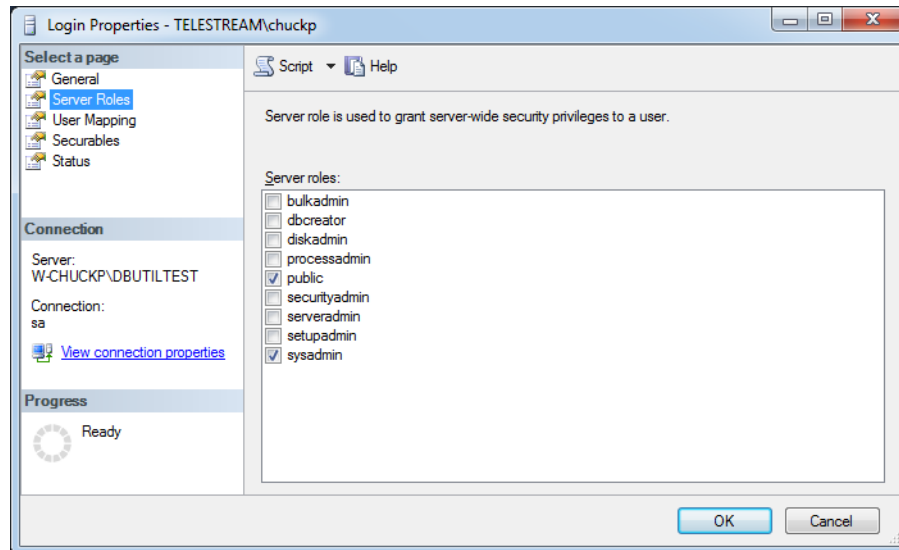 Login Properties - TELESTREAM\chuckp
Select a page
General
Server Roles
User Mapping
Securables
Status
Connection
Server:
W-CHUCKP\DBUTILTEST
Connection:
sa
View connection properties
Progress
Ready
Script
Help
Server role is used to grant server-wide security privileges to a user.
Server roles:
bulkadmin
dbcreator
diskadmin
processadmin
public
securityadmin
serveradmin
setupadmin
sysadmin
OK
Cancel